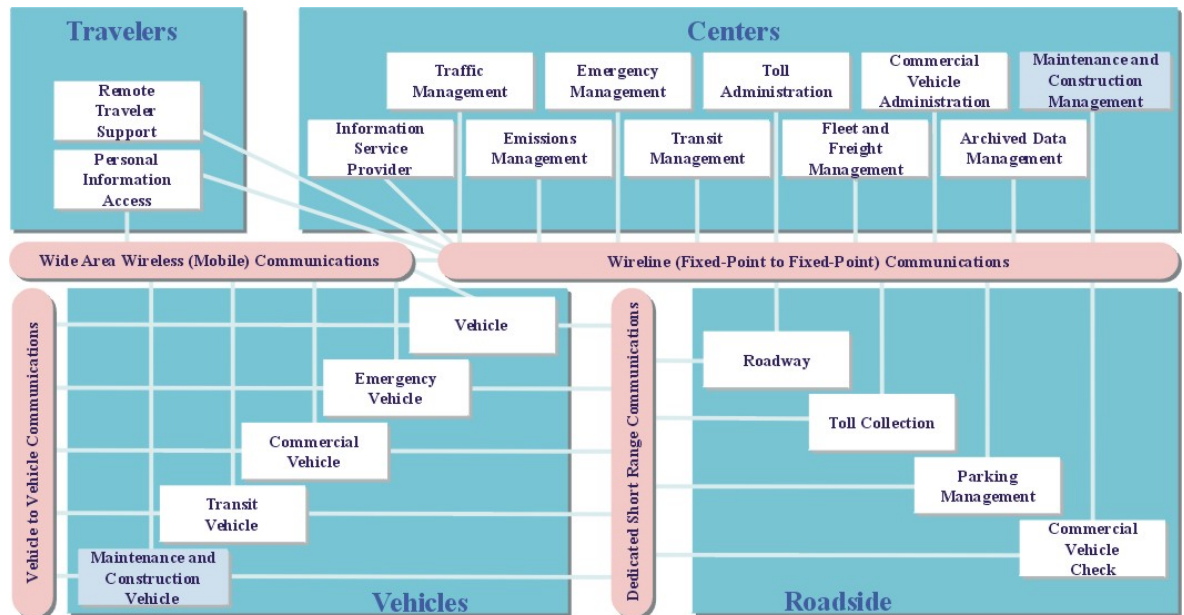 Travelers
Remote
Traveler
Support
Personal
Information
Access
Centers
Traffic
Management
Emergency
Management
Toll
Administration
Commercial
Vehicle
Administration
Maintenance and
Construction
Management
Information
Service
Provider
Emissions
Management
Transit
Management
Fleet and
Freight
Management
Archived Data
Management
Wide Area Wireless (Mobile) Communications
Wireline (Fixed-Point to Fixed-Point) Communications
Vehicle to Vehicle Communications
Vehicle
Emergency
Vehicle
Commercial
Vehicle
Transit
Vehicle
Maintenance and
Construction
Vehicle
Vehicles
Dedicated Short Range Communications
Roadway
Toll Collection
Parking
Management
Commercial
Vehicle
Check
Roadside